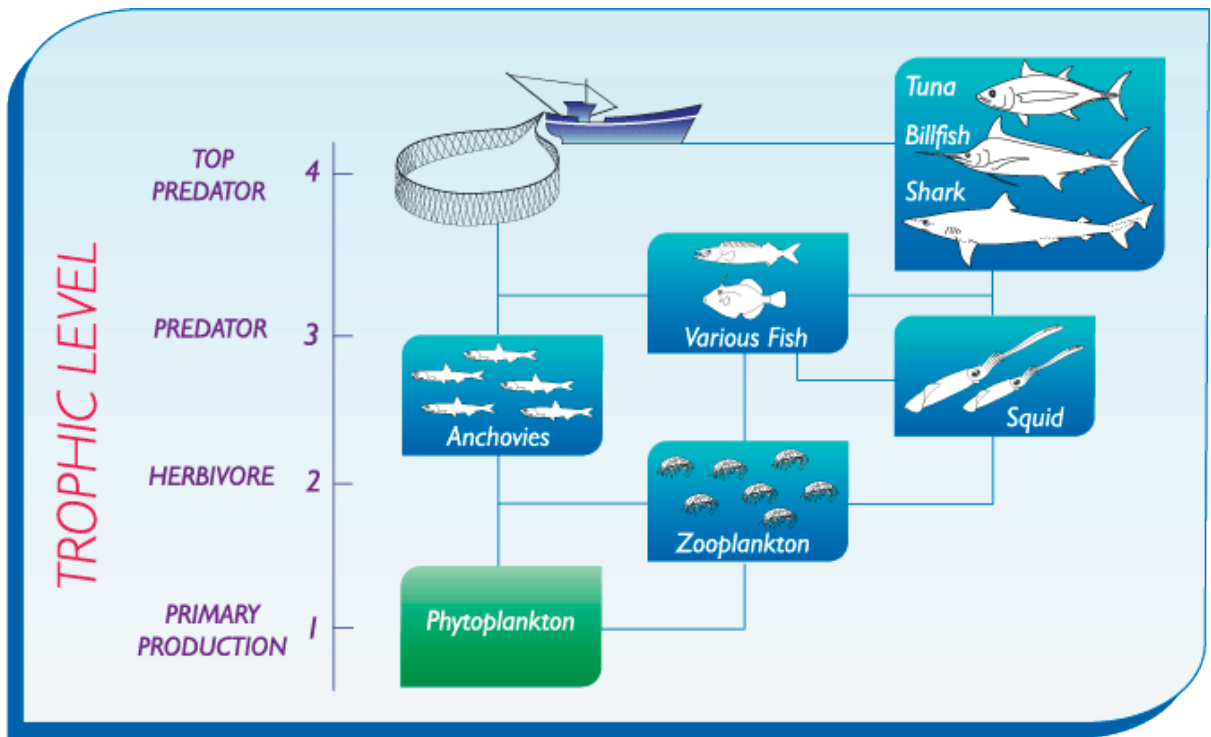 TROPHIC LEVEL
TOP
PREDATOR
4
PREDATOR
3
HERBIVORE
2
PRIMARY
PRODUCTION
1
Tuna
Billfish
Shark
Various Fish
Anchovies
Squid
Zooplankton
Phytoplankton